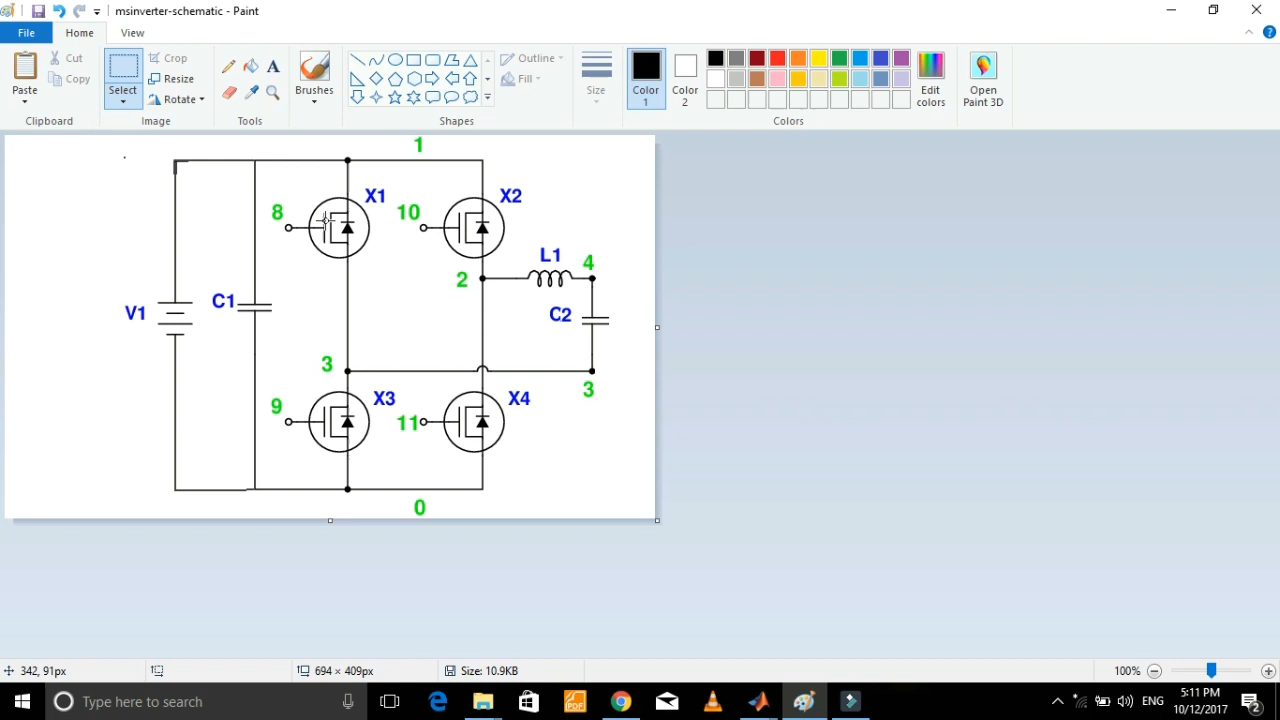 msinverter-schematic - Paint
File Home View
Paste
Cut
Copy
Clipboard
Select
Crop
Resize
Rotate
Image
Tools
Brushes
Shapes
Outline
Fill
Size
Color 1
Color 2
Edit colors
Colors
Open Paint 3D
1
8 X1 10 X2
2 L1 4
V1 C1 C2
3 3
9 X3 11 X4
0
342, 91px
694 × 409px
Size: 10.9KB
100%
Type here to search
PDF
ENG
5:11 PM
10/12/2017
2